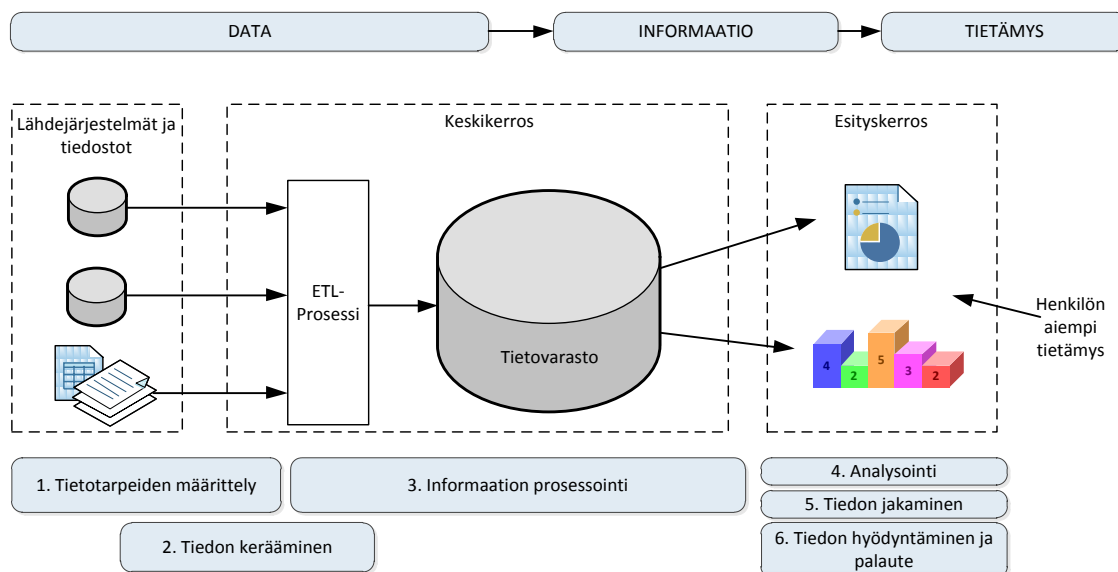 DATA
INFORMAATIO
TIETÄMYS
Lähdejärjestelmät ja
tiedostot
Keskikerros
Esityskerros
ETL-
Prosessi
Tietovarasto
4
2
5
3
2
Henkilön
aiempi
tietämys
1. Tietotarpeiden määrittely
2. Tiedon kerääminen
3. Informaation prosessointi
4. Analysointi
5. Tiedon jakaminen
6. Tiedon hyödyntäminen ja
palaute